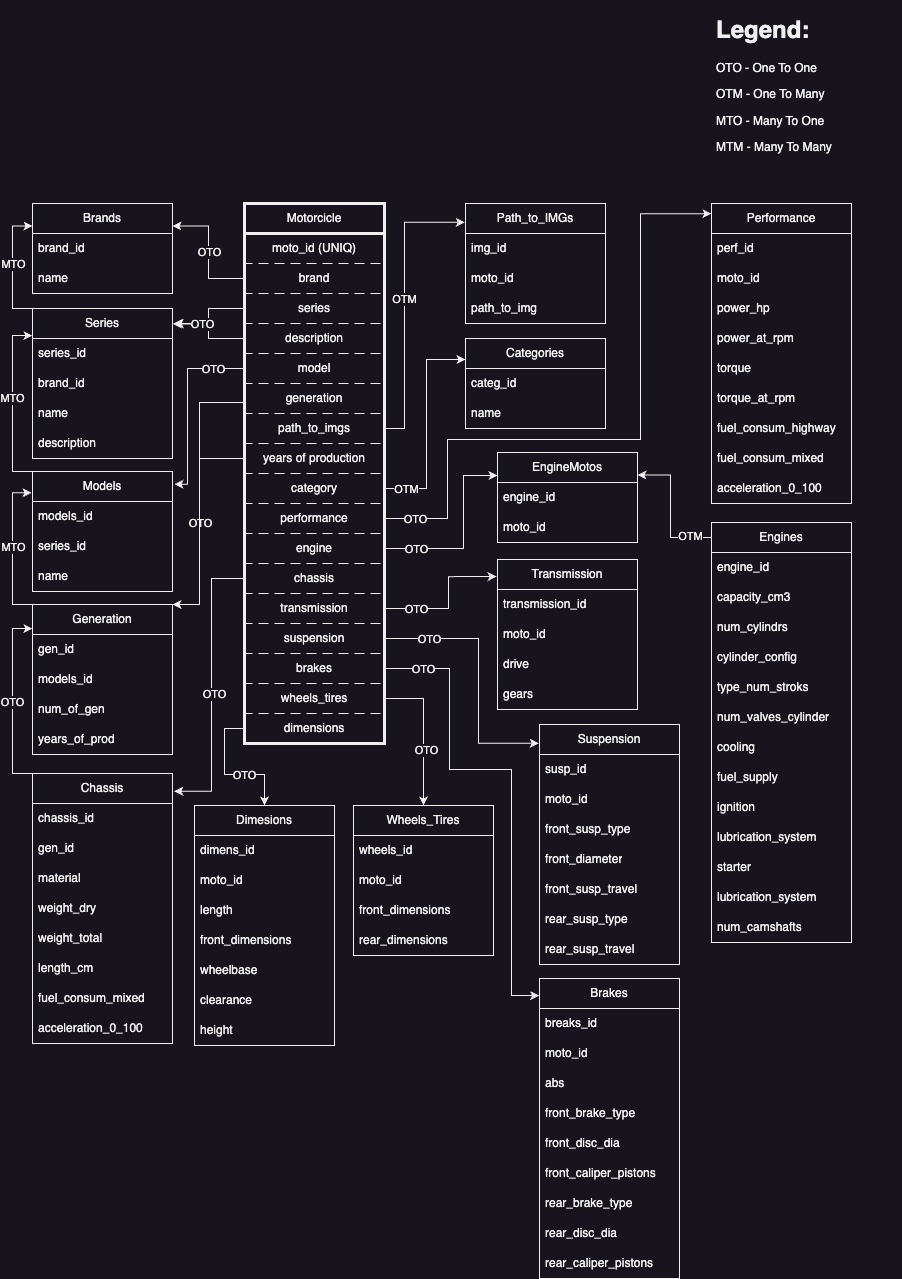 Legend:
OTO - One To One
OTM - One To Many
MTO - Many To One
MTM - Many To Many
Brands
brand_id
name
MTO
OTO
Series
series_id
brand_id
name
description
OTO
MTO
Models
models_id
series_id
name
OTO
MTO
OTO
Generation
gen_id
models_id
num_of_gen
years_of_prod
OTO
OTO
Chassis
chassis_id
gen_id
material
weight_dry
weight_total
length_cm
fuel_consum_mixed
acceleration_0_100
Motorcicle
moto_id (UNIQ)
brand
series
description
model
generation
path_to_imgs
years of production
category
performance
engine
chassis
transmission
suspension
brakes
wheels_tires
dimensions
OTM
OTM
OTO
OTO
OTO
OTO
OTO
OTO
OTO
Dimesions
dimens_id
moto_id
length
front_dimensions
wheelbase
clearance
height
Wheels_Tires
wheels_id
moto_id
front_dimensions
rear_dimensions
Path_to_IMGs
img_id
moto_id
path_to_img
Categories
categ_id
name
EngineMotos
engine_id
moto_id
OTM
Transmission
transmission_id
moto_id
drive
gears
Suspension
susp_id
moto_id
front_susp_type
front_diameter
front_susp_travel
rear_susp_type
rear_susp_travel
Brakes
breaks_id
moto_id
abs
front_brake_type
front_disc_dia
front_caliper_pistons
rear_brake_type
rear_disc_dia
rear_caliper_pistons
Performance
perf_id
moto_id
power_hp
power_at_rpm
torque
torque_at_rpm
fuel_consum_highway
fuel_consum_mixed
acceleration_0_100
Engines
engine_id
capacity_cm3
num_cylindrs
cylinder_config
type_num_stroks
num_valves_cylinder
cooling
fuel_supply
ignition
lubrication_system
starter
lubrication_system
num_camshafts